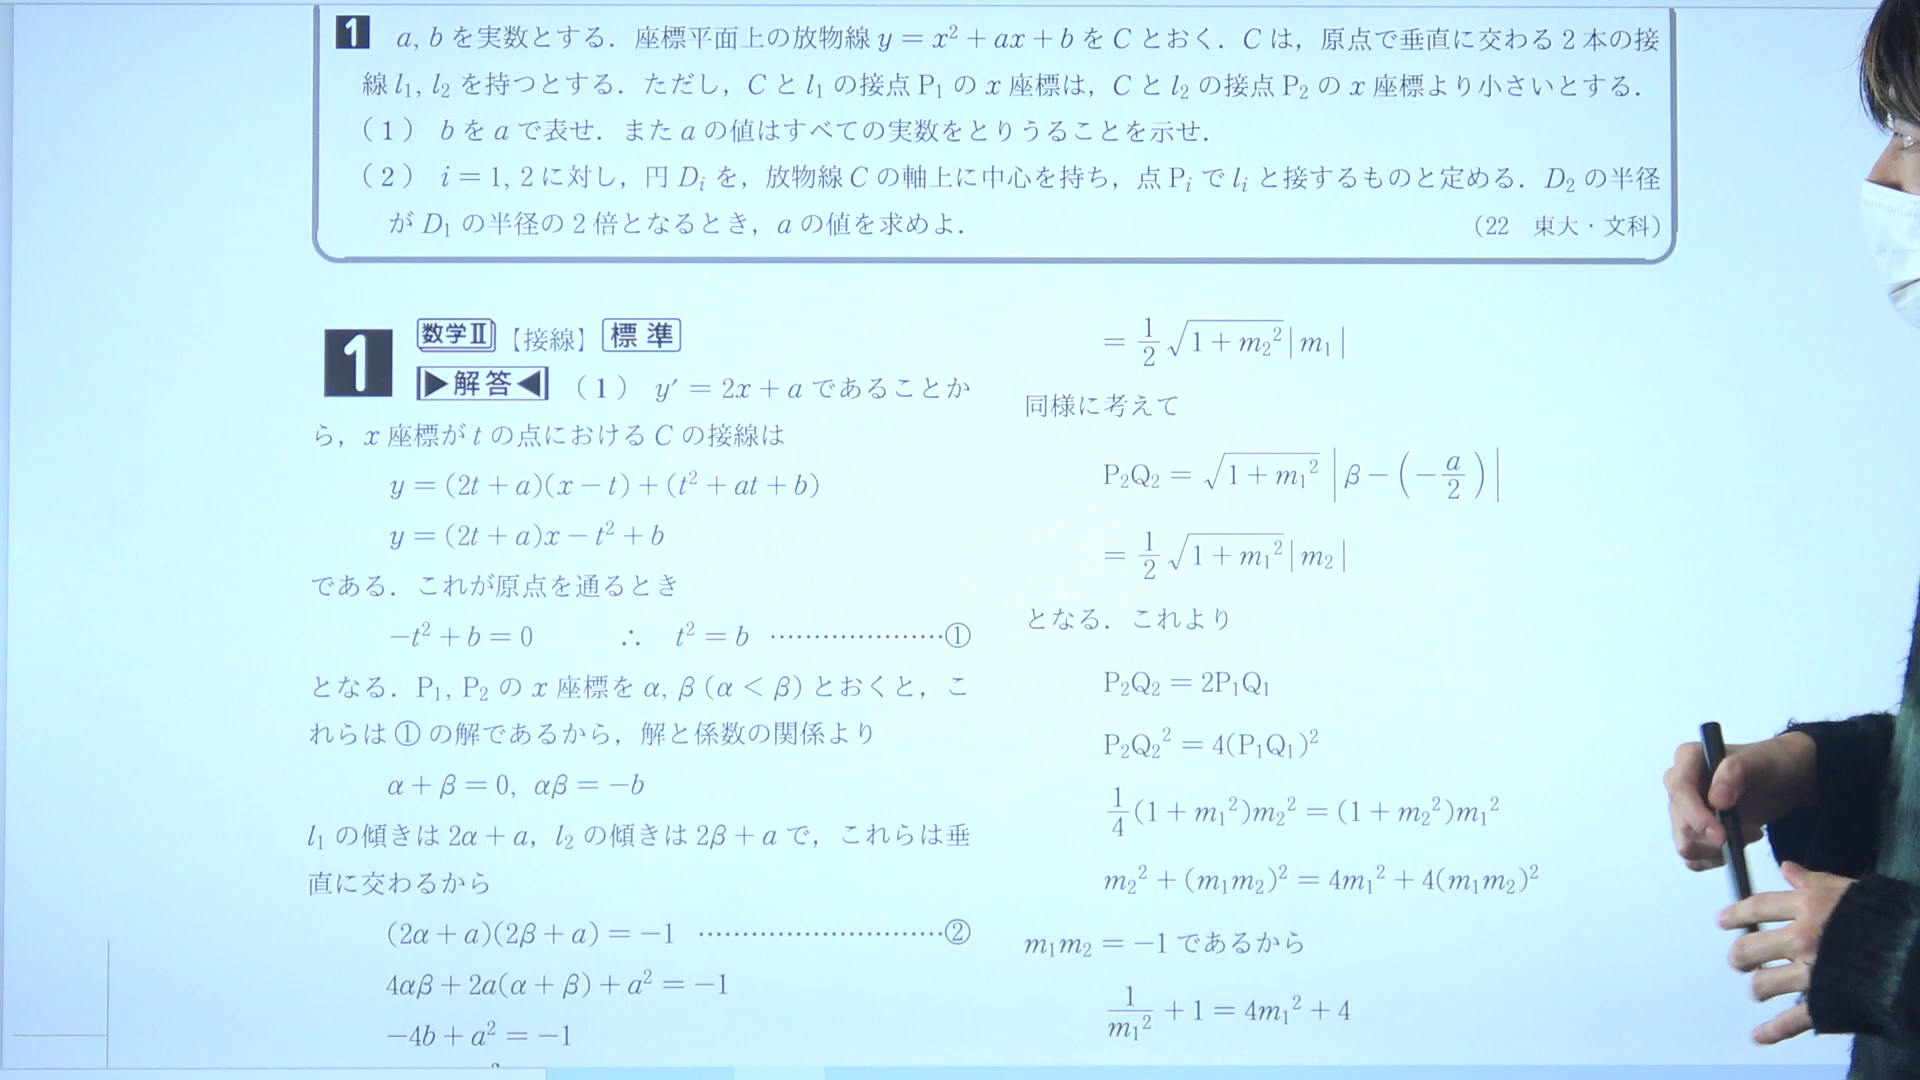 1 a, b を実数とする．座標平面上の放物線 y = x² + ax + b を C とおく．C は，原点で垂直に交わる 2 本の接
線 l₁, l₂ を持つとする．ただし，C と l₁ の接点 P₁ の x 座標は，C と l₂ の接点 P₂ の x 座標より小さいとする．
（1） b を a で表せ．また a の値はすべての実数をとりうることを示せ．
（2） i = 1, 2 に対し，円 Dᵢ を，放物線 C の軸上に中心を持ち，点 Pᵢ で lᵢ と接するものと定める．D₂ の半径
が D₁ の半径の 2 倍となるとき，a の値を求めよ．
（22 東大・文科）
1 数学Ⅱ【接線】標準
▶解答◀ （1） y′ = 2x + a であることか
ら，x 座標が t の点における C の接線は
y = (2t + a)(x − t) + (t² + at + b)
y = (2t + a)x − t² + b
である．これが原点を通るとき
−t² + b = 0 ∴ t² = b ····················①
となる．P₁, P₂ の x 座標を α, β (α < β) とおくと，こ
れらは ① の解であるから，解と係数の関係より
α + β = 0, αβ = −b
l₁ の傾きは 2α + a，l₂ の傾きは 2β + a で，これらは垂
直に交わるから
(2α + a)(2β + a) = −1 ····························②
4αβ + 2a(α + β) + a² = −1
−4b + a² = −1
= 1/2 √(1 + m₂²) | m₁ |
同様に考えて
P₂Q₂ = √(1 + m₁²) | β − (−a/2) |
= 1/2 √(1 + m₁²) | m₂ |
となる．これより
P₂Q₂ = 2P₁Q₁
P₂Q₂² = 4(P₁Q₁)²
1/4 (1 + m₁²)m₂² = (1 + m₂²)m₁²
m₂² + (m₁m₂)² = 4m₁² + 4(m₁m₂)²
m₁m₂ = −1 であるから
1/m₁² + 1 = 4m₁² + 4